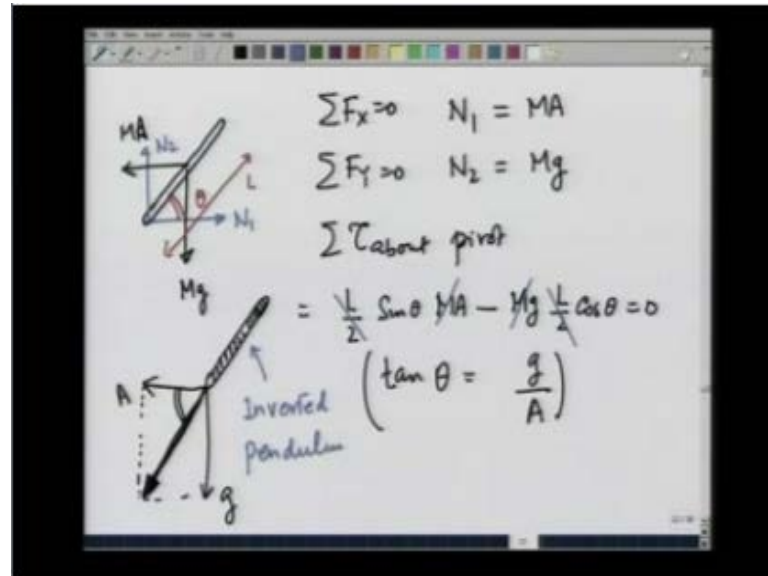 ΣFx=0 N₁ = MA
MA
N₂
ΣFy=0 N₂ = Mg
θ
L
N₁
Στabout pivot
Mg
= L/2 Sinθ MA − Mg L/2 Cosθ = 0
(tan θ = g/A)
A
Inverted
pendulum
g